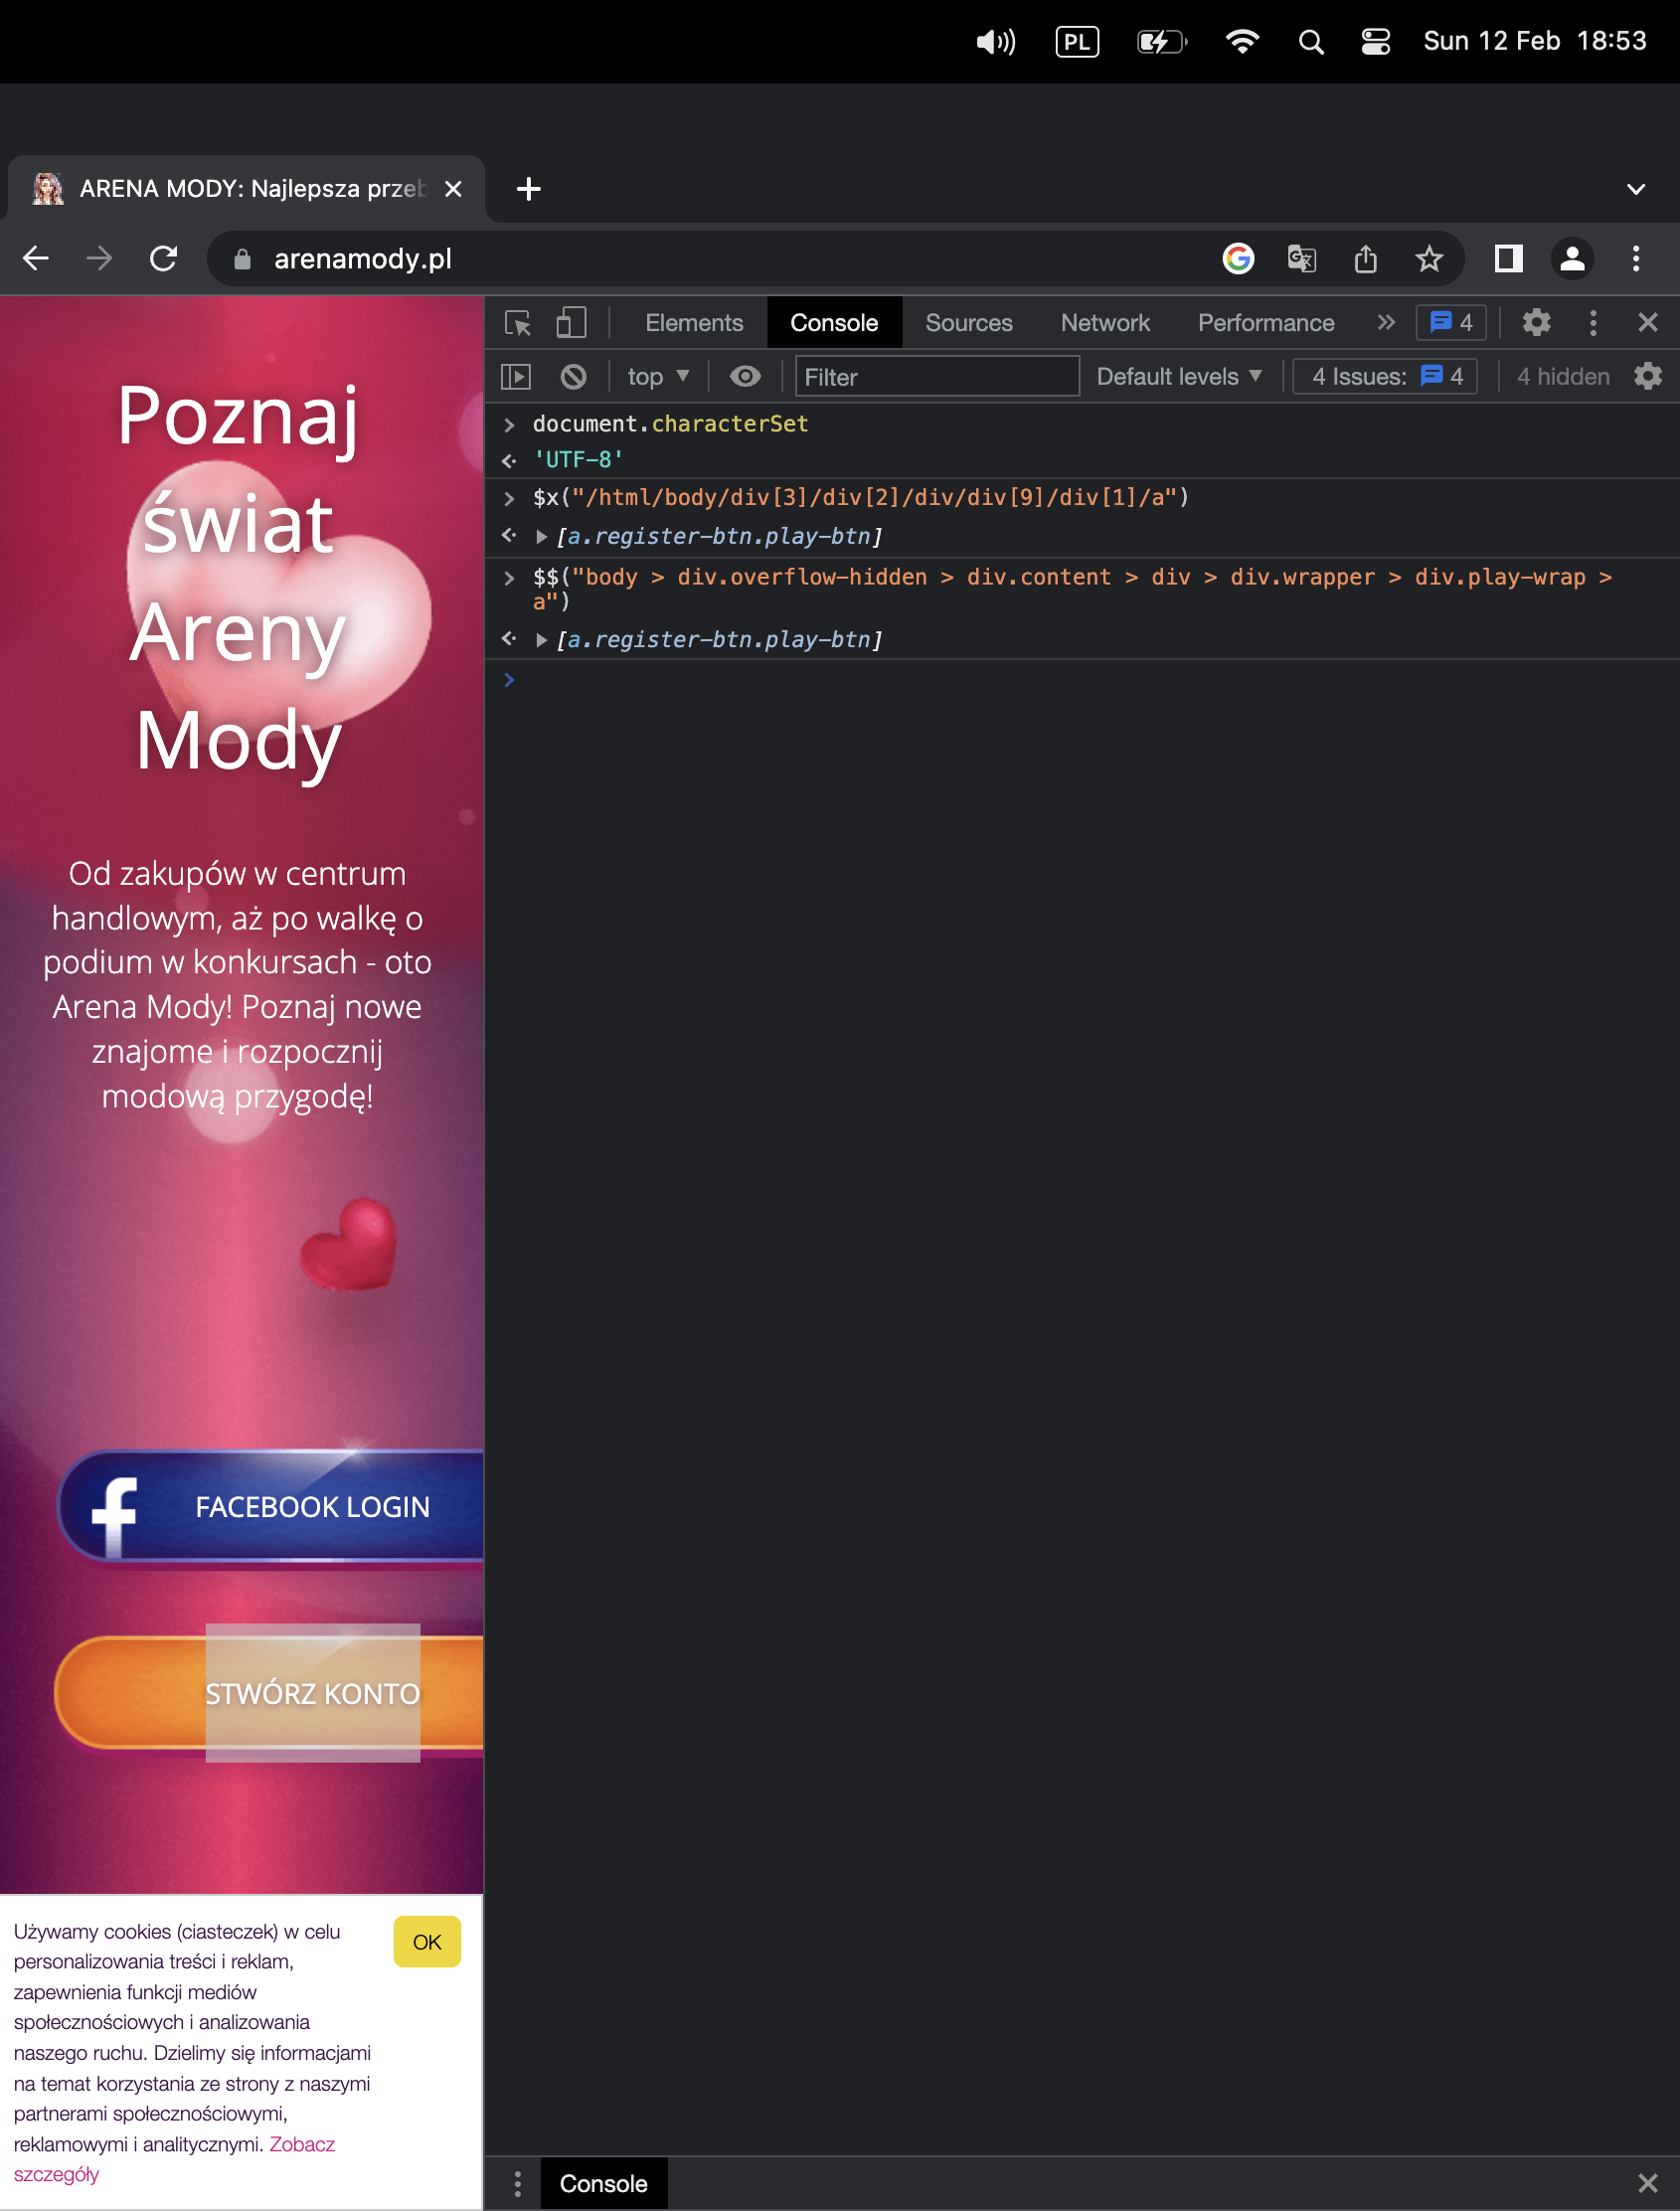 PL
Sun 12 Feb 18:53
ARENA MODY: Najlepsza przeb
arenamody.pl
Elements Console Sources Network Performance 4
top Filter Default levels 4 Issues: 4 4 hidden
document.characterSet
'UTF-8'
$x("/html/body/div[3]/div[2]/div/div[9]/div[1]/a")
[a.register-btn.play-btn]
$$("body > div.overflow-hidden > div.content > div > div.wrapper > div.play-wrap >
a")
[a.register-btn.play-btn]
Poznaj
świat
Areny
Mody
Od zakupów w centrum
handlowym, aż po walkę o
podium w konkursach - oto
Arena Mody! Poznaj nowe
znajome i rozpocznij
modową przygodę!
FACEBOOK LOGIN
STWÓRZ KONTO
Używamy cookies (ciasteczek) w celu
personalizowania treści i reklam,
zapewnienia funkcji mediów
społecznościowych i analizowania
naszego ruchu. Dzielimy się informacjami
na temat korzystania ze strony z naszymi
partnerami społecznościowymi,
reklamowymi i analitycznymi. Zobacz
szczegóły
OK
Console